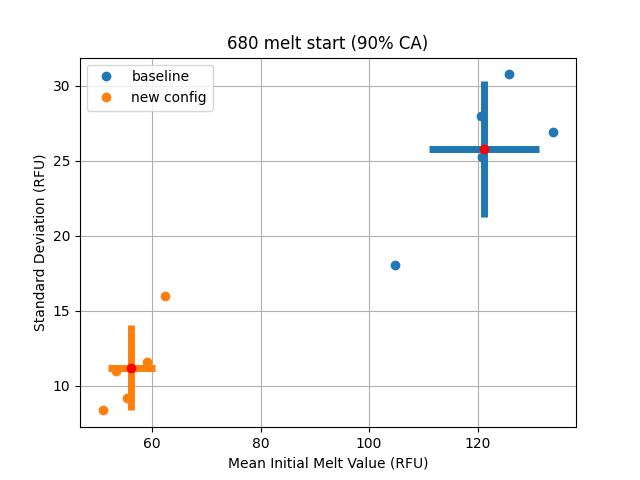 680 melt start (90% CA)
baseline
new config
30
25
20
15
10
Standard Deviation (RFU)
60
80
100
120
Mean Initial Melt Value (RFU)